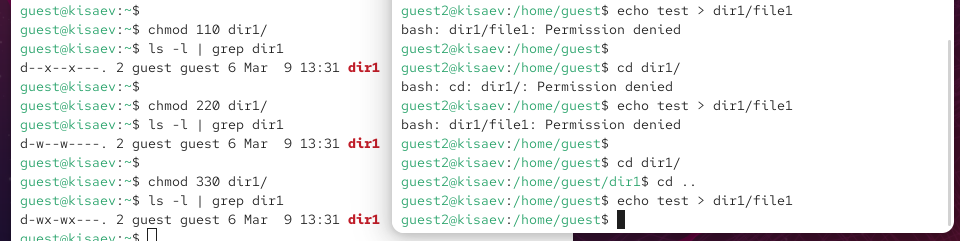 guest@kisaev:~$
guest@kisaev:~$ chmod 110 dir1/
guest@kisaev:~$ ls -l | grep dir1
d--x--x---. 2 guest guest 6 Mar  9 13:31 dir1
guest@kisaev:~$
guest@kisaev:~$ chmod 220 dir1/
guest@kisaev:~$ ls -l | grep dir1
d-w--w----. 2 guest guest 6 Mar  9 13:31 dir1
guest@kisaev:~$
guest@kisaev:~$ chmod 330 dir1/
guest@kisaev:~$ ls -l | grep dir1
d-wx-wx---. 2 guest guest 6 Mar  9 13:31 dir1
guest@kisaev:~$
guest2@kisaev:/home/guest$ echo test > dir1/file1
bash: dir1/file1: Permission denied
guest2@kisaev:/home/guest$
guest2@kisaev:/home/guest$ cd dir1/
bash: cd: dir1/: Permission denied
guest2@kisaev:/home/guest$ echo test > dir1/file1
bash: dir1/file1: Permission denied
guest2@kisaev:/home/guest$
guest2@kisaev:/home/guest$ cd dir1/
guest2@kisaev:/home/guest/dir1$ cd ..
guest2@kisaev:/home/guest$ echo test > dir1/file1
guest2@kisaev:/home/guest$